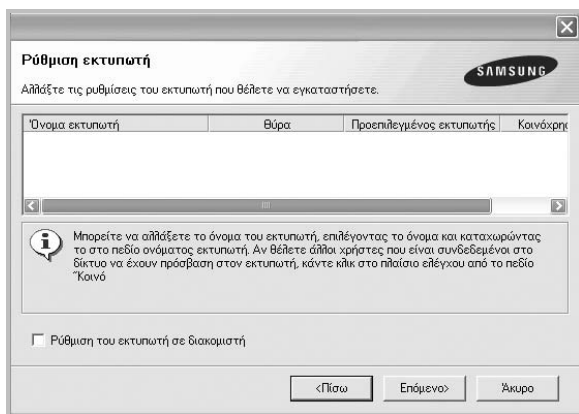 Ρύθμιση εκτυπωτή
SAMSUNG
Αλλάξτε τις ρυθμίσεις του εκτυπωτή που θέλετε να εγκαταστήσετε.
Όνομα εκτυπωτή Θύρα Προεπιλεγμένος εκτυπωτής Κοινόχρησ
Μπορείτε να αλλάξετε το όνομα του εκτυπωτή, επιλέγοντας το όνομα και καταχωρώντας
το στο πεδίο ονόματος εκτυπωτή. Αν θέλετε άλλοι χρήστες που είναι συνδεδεμένοι στο
δίκτυο να έχουν πρόσβαση στον εκτυπωτή, κάντε κλικ στο πλαίσιο ελέγχου από το πεδίο
"Κοινό
Ρύθμιση του εκτυπωτή σε διακομιστή
<Πίσω Επόμενο> Άκυρο